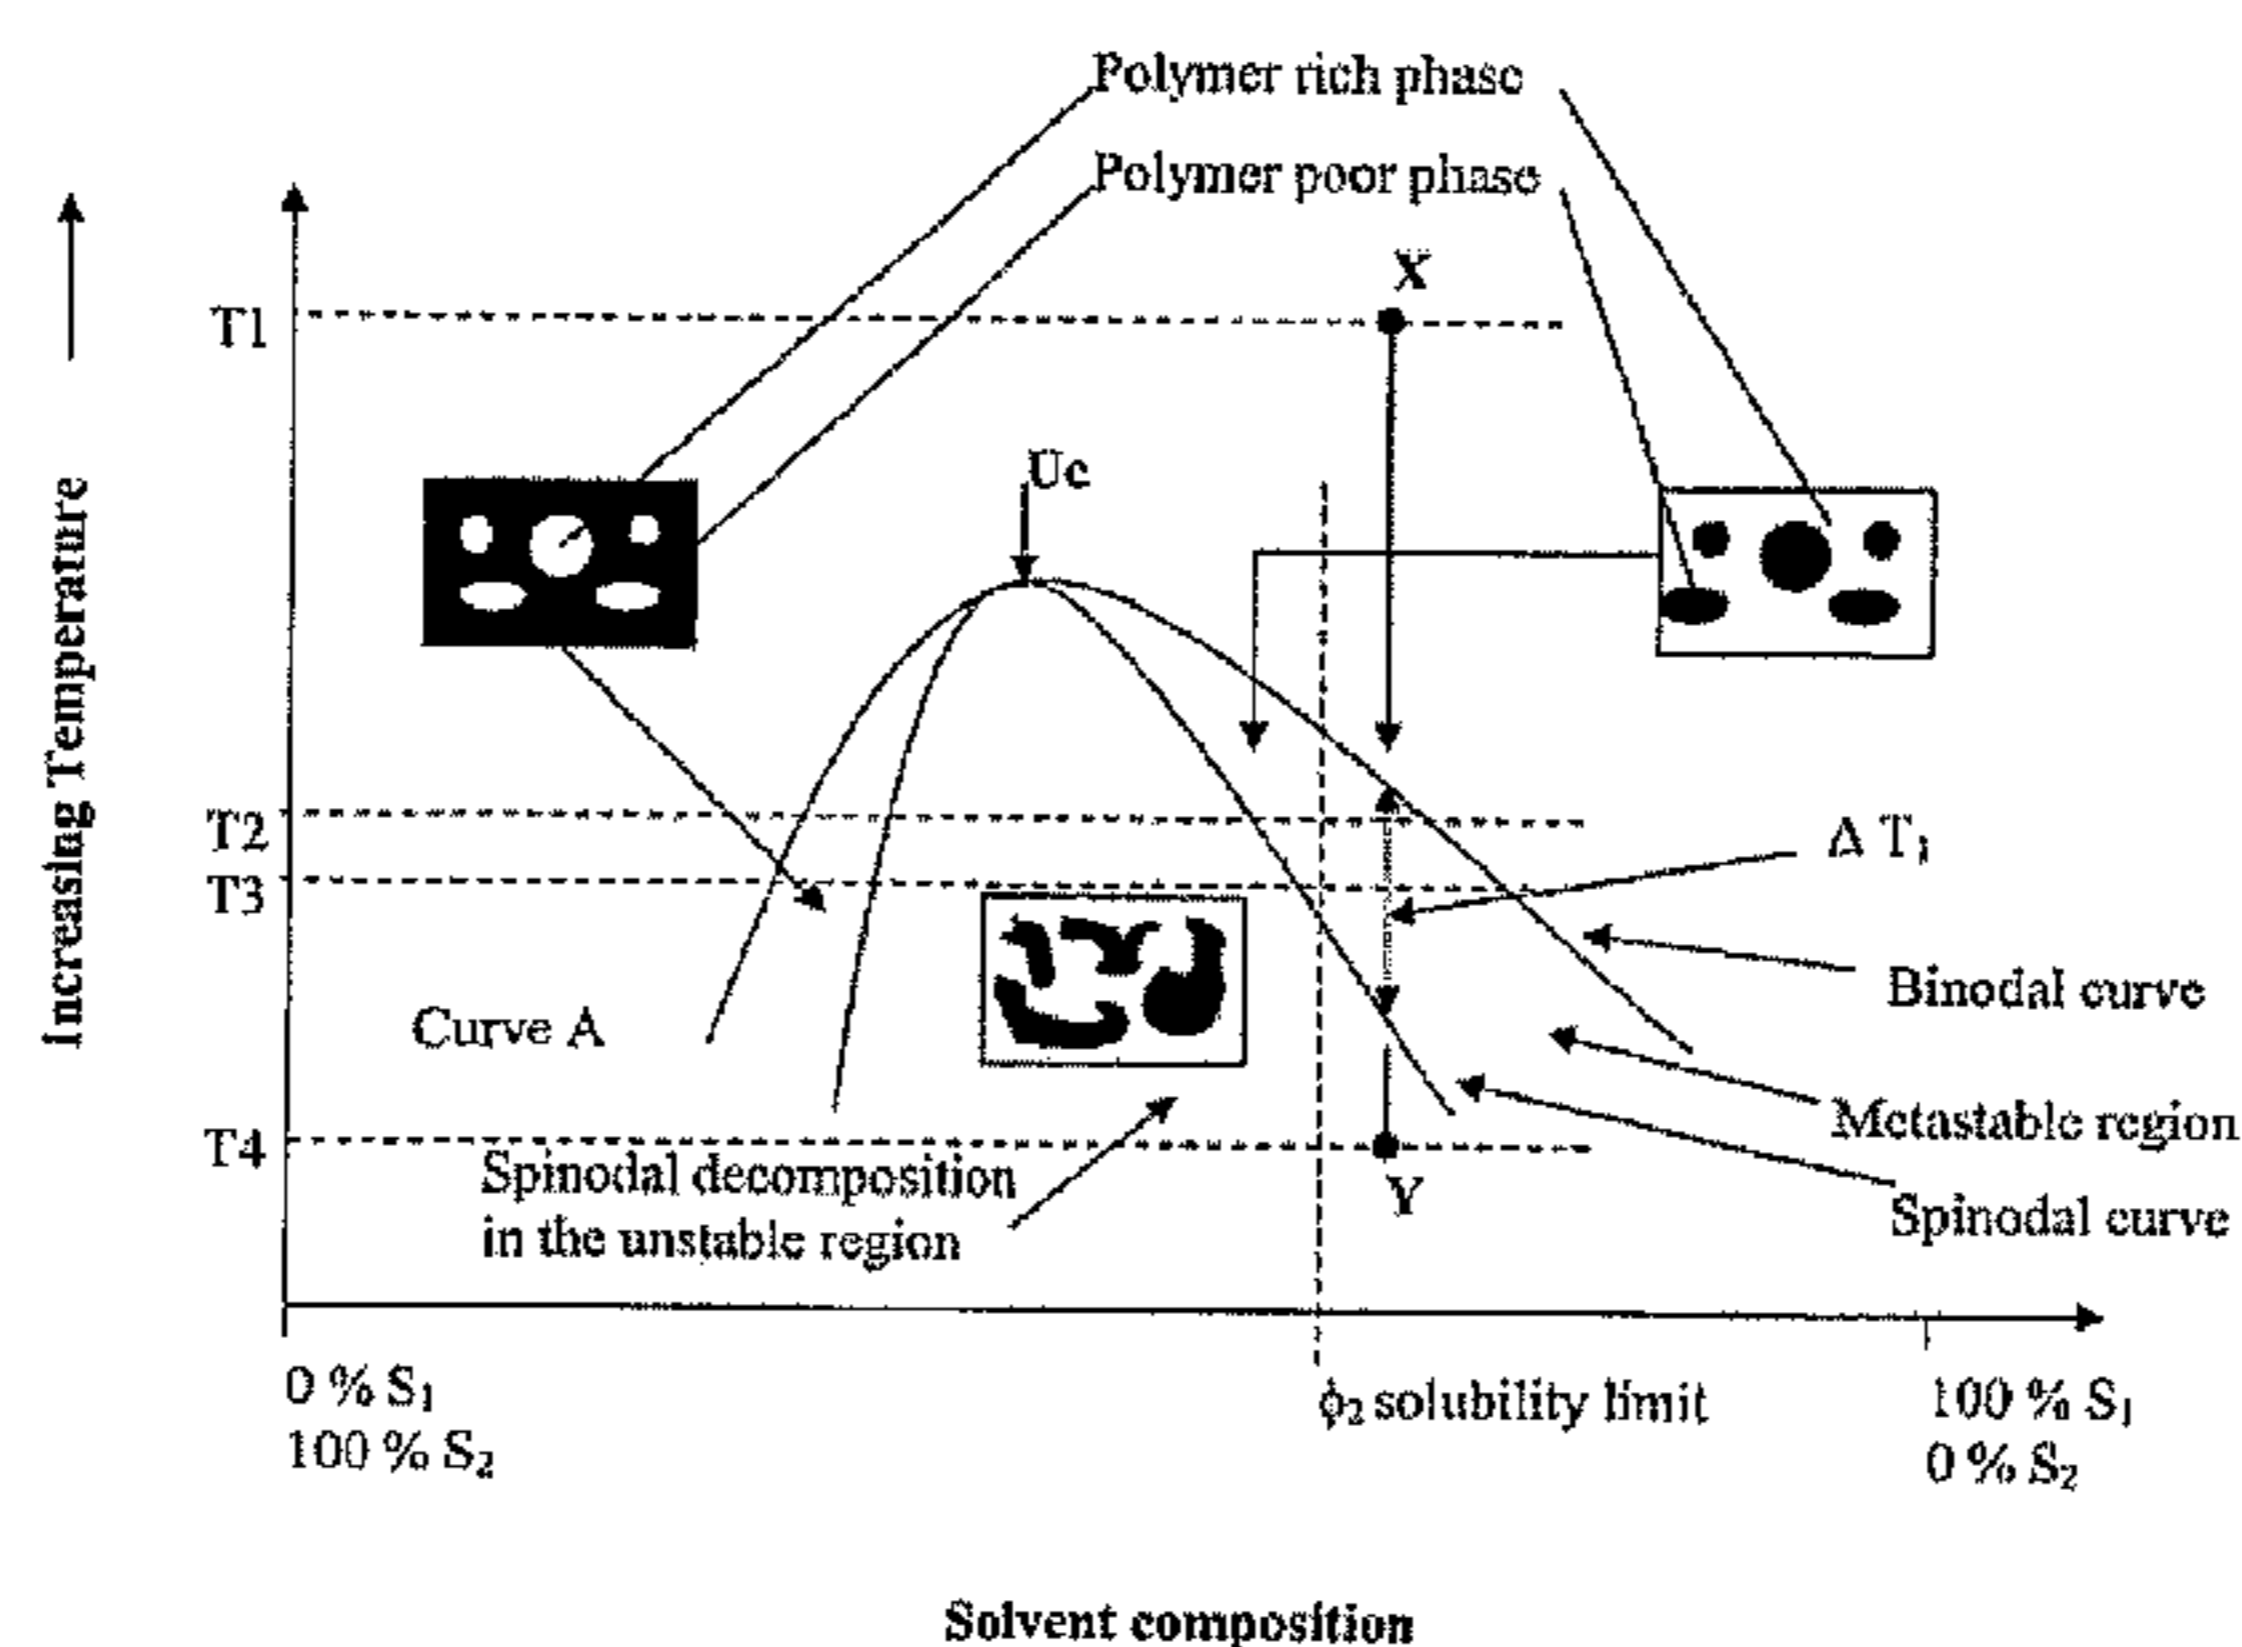 Polymer rich phase
Polymer poor phase
X
T1
Uc
Increasing Temperature
T2
Δ T1
T3
Binodal curve
Curve A
Metastable region
T4
Spinodal decomposition
in the unstable region
Y
Spinodal curve
0 % S1
100 % S2
ϕ2 solubility limit
100 % S1
0 % S2
Solvent composition